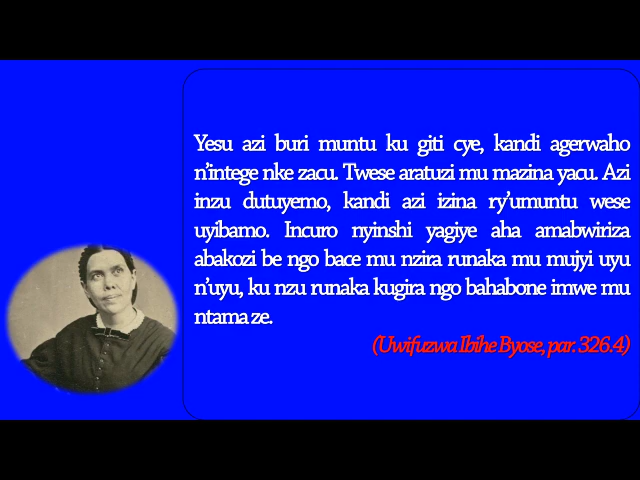 Yesu azi buri muntu ku giti cye, kandi agerwaho
n'intege nke zacu. Twese aratuzi mu mazina yacu. Azi
inzu dutuyemo, kandi azi izina ry'umuntu wese
uyibamo. Incuro nyinshi yagiye aha amabwiriza
abakozi be ngo bace mu nzira runaka mu mujyi uyu
n'uyu, ku nzu runaka kugira ngo bahabone imwe mu
ntama ze.
(Uwifuzwa Ibihe Byose, par. 326.4)